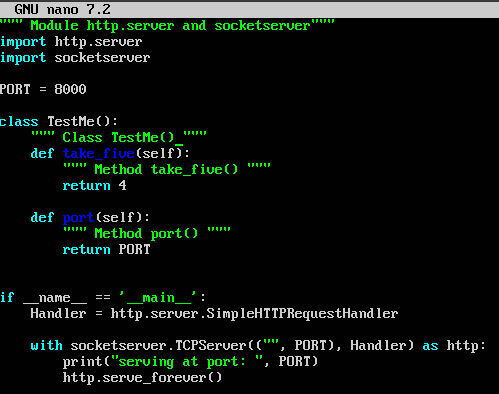 GNU nano 7.2
""" Module http.server and socketserver"""
import http.server
import socketserver

PORT = 8000

class TestMe():
    """ Class TestMe() """
    def take_five(self):
        """ Method take_five() """
        return 4

    def port(self):
        """ Method port() """
        return PORT


if __name__ == '__main__':
    Handler = http.server.SimpleHTTPRequestHandler

    with socketserver.TCPServer(("", PORT), Handler) as http:
        print("serving at port: ", PORT)
        http.serve_forever()